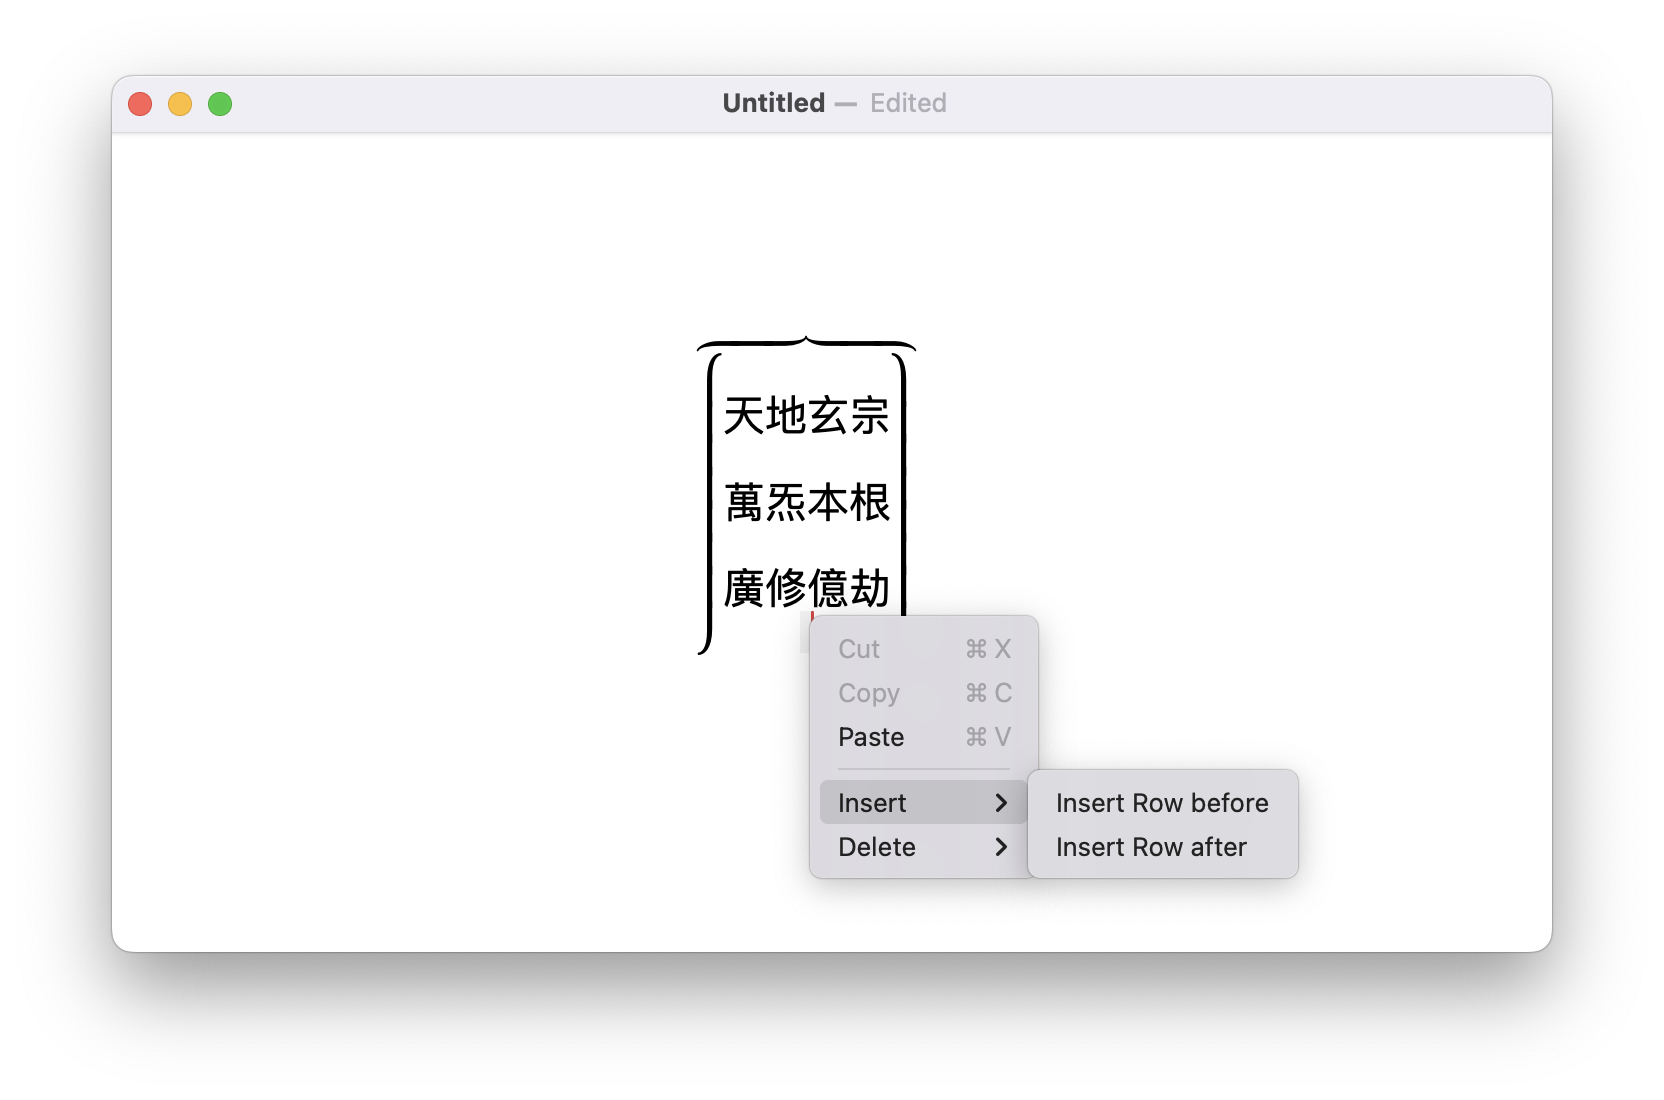 Untitled — Edited
天地玄宗
萬炁本根
廣修億劫
Cut ⌘ X
Copy ⌘ C
Paste ⌘ V
Insert
Delete
Insert Row before
Insert Row after